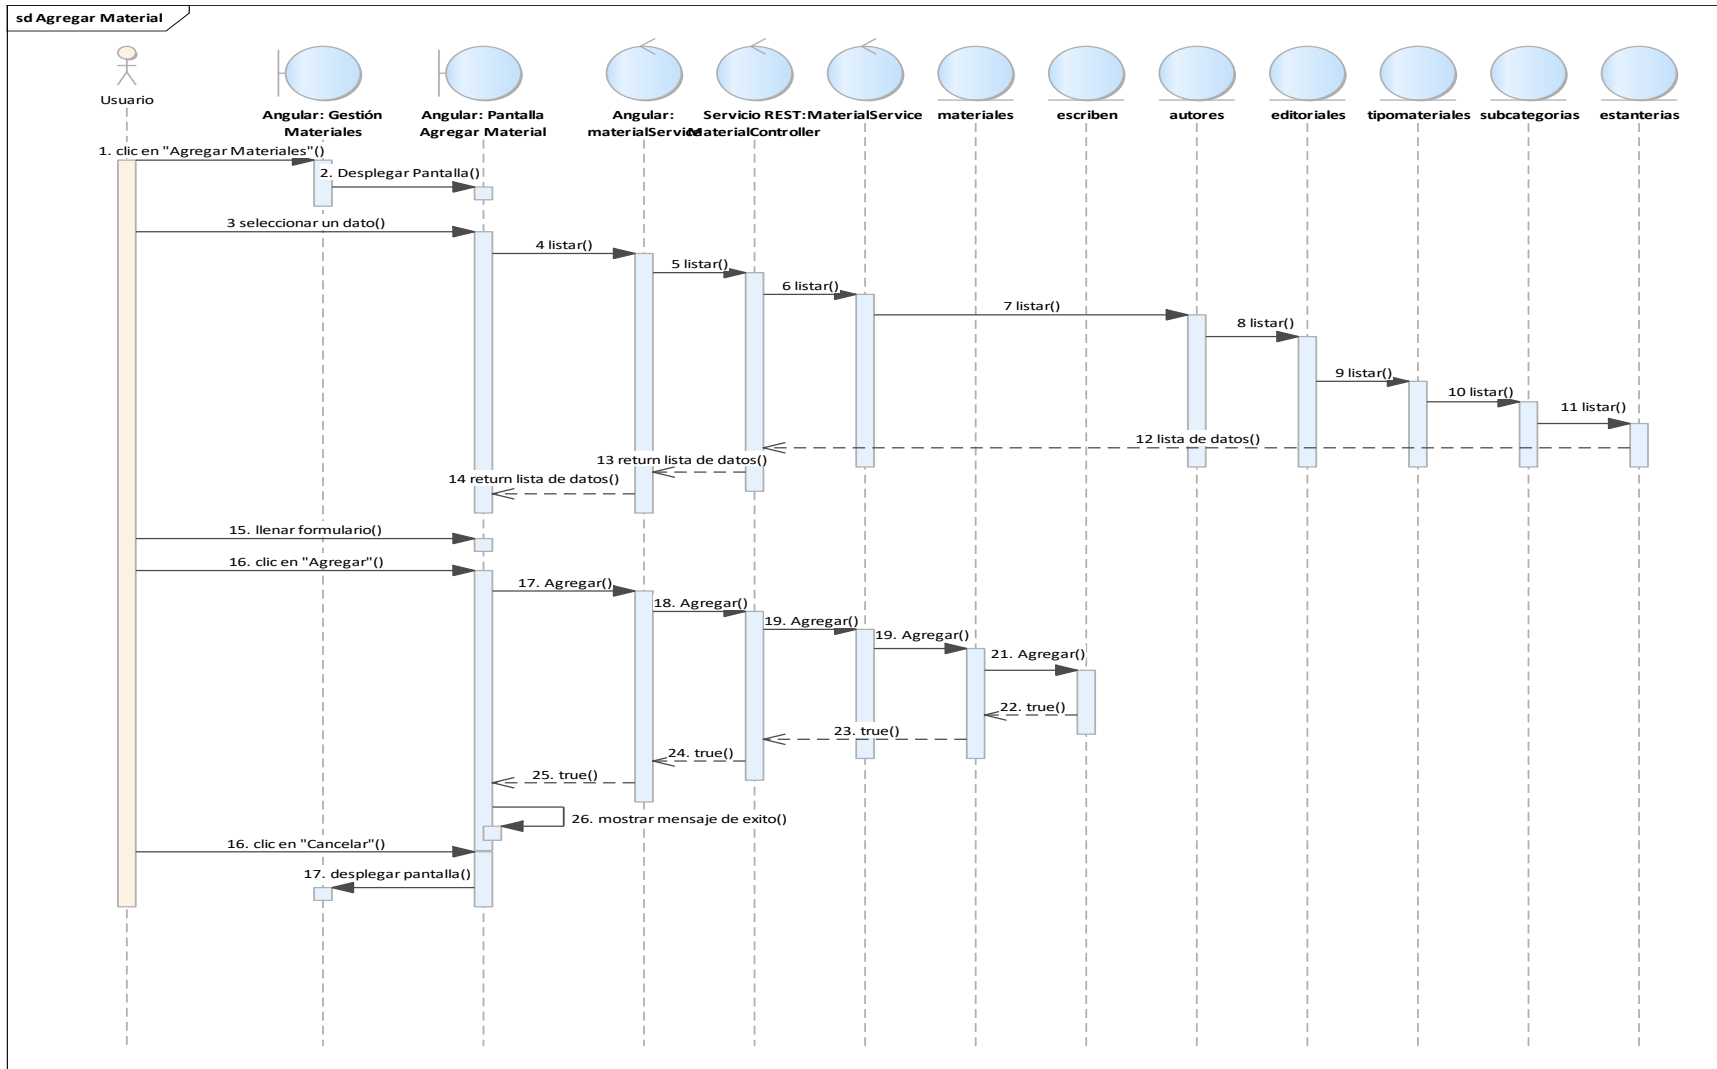 sd Agregar Material
Usuario
Angular: Gestión
Materiales
Angular: Pantalla
Agregar Material
Angular:
materialService
Servicio REST:
MaterialController
MaterialService
materiales
escriben
autores
editoriales
tipomateriales
subcategorias
estanterias
1. clic en "Agregar Materiales"()
2. Desplegar Pantalla()
3 seleccionar un dato()
4 listar()
5 listar()
6 listar()
7 listar()
8 listar()
9 listar()
10 listar()
11 listar()
12 lista de datos()
13 return lista de datos()
14 return lista de datos()
15. llenar formulario()
16. clic en "Agregar"()
17. Agregar()
18. Agregar()
19. Agregar()
19. Agregar()
21. Agregar()
22. true()
23. true()
24. true()
25. true()
26. mostrar mensaje de exito()
16. clic en "Cancelar"()
17. desplegar pantalla()